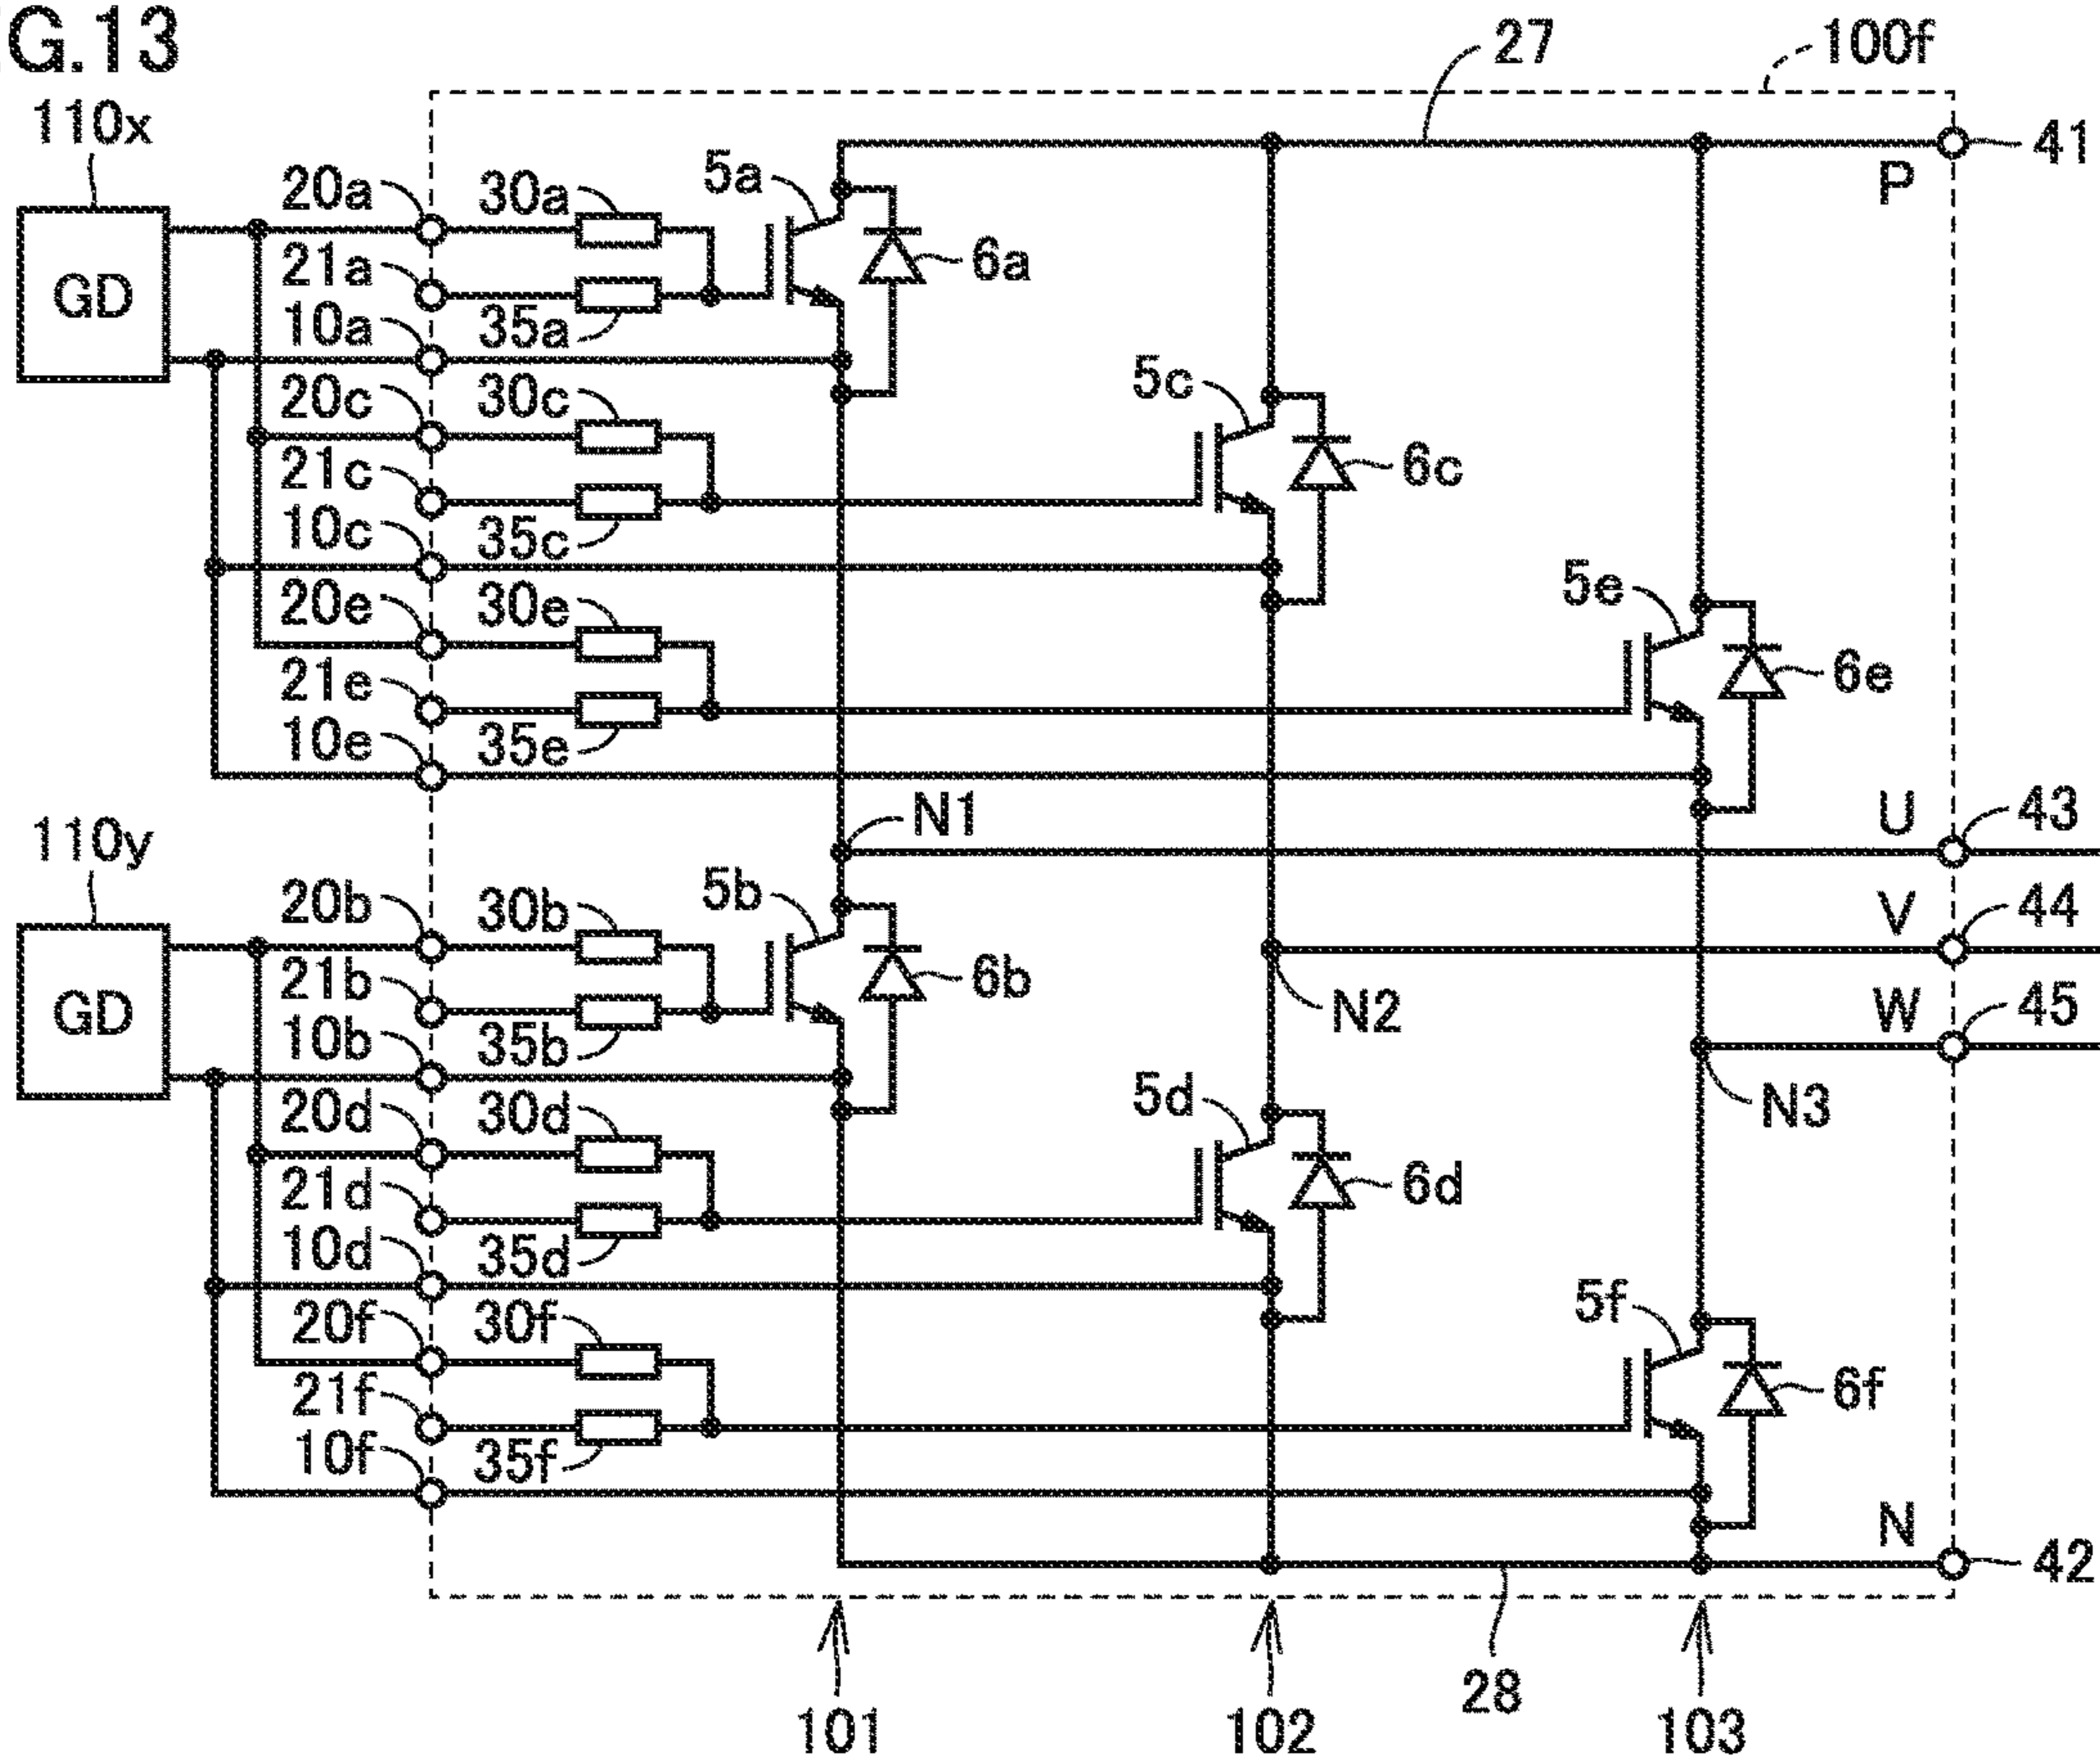 G.13
27
100f
110x
41
P
20a
30a
5a
21a
6a
GD
10a
35a
20c
30c
5c
21c
6c
10c
35c
20e
30e
5e
21e
6e
10e
35e
N1
U
43
110y
20b
30b
5b
V
44
21b
6b
GD
10b
35b
N2
W
45
20d
30d
5d
N3
21d
6d
10d
35d
20f
30f
5f
21f
6f
10f
35f
N
42
28
101
102
103